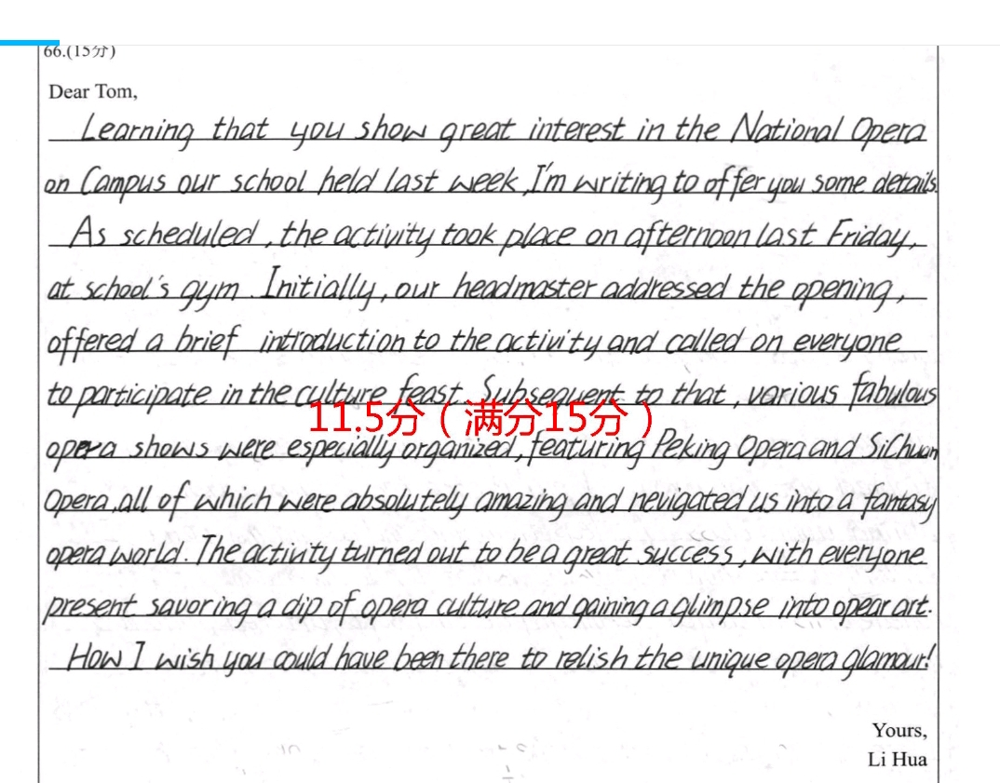 66.(15分)
Dear Tom,
Learning that you show great interest in the National Opera
on Campus our school held last week, I'm writing to offer you some details.
As scheduled, the activity took place on afternoon last Friday,
at school's gym. Initially, our headmaster addressed the opening,
offered a brief introduction to the activity and called on everyone
to participate in the culture feast. Subsequent to that, various fabulous
11.5分（满分15分）
opera shows were especially organized, featuring Peking Opera and SiChuan
Opera, all of which were absolutely amazing and nevigated us into a fantasy
opera world. The activity turned out to be a great success, with everyone
present savoring a dip of opera culture and gaining a glimpse into opear art.
How I wish you could have been there to relish the unique opera glamour!
Yours,
Li Hua